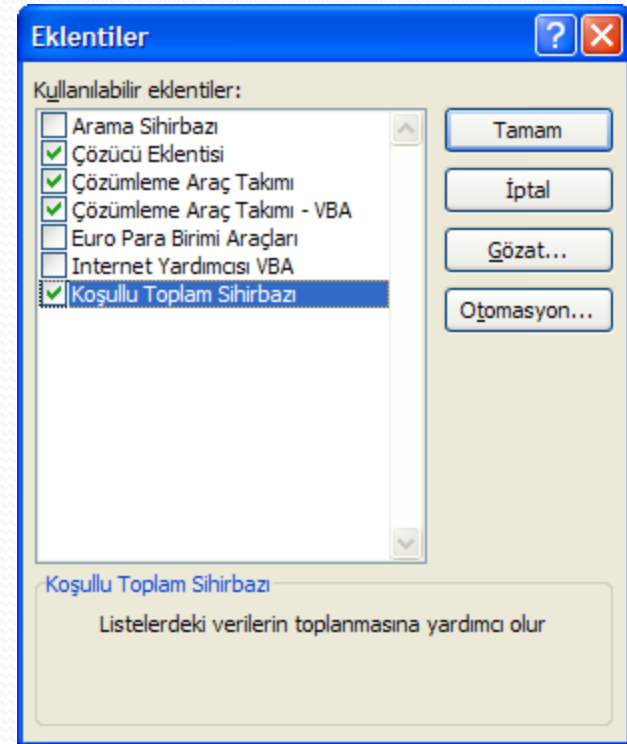 Eklentiler
Kullanılabilir eklentiler:
Arama Sihirbazı
Çözücü Eklentisi
Çözümleme Araç Takımı
Çözümleme Araç Takımı - VBA
Euro Para Birimi Araçları
Internet Yardımcısı VBA
Koşullu Toplam Sihirbazı
Tamam
İptal
Gözat...
Otomasyon...
Koşullu Toplam Sihirbazı
Listelerdeki verilerin toplanmasına yardımcı olur